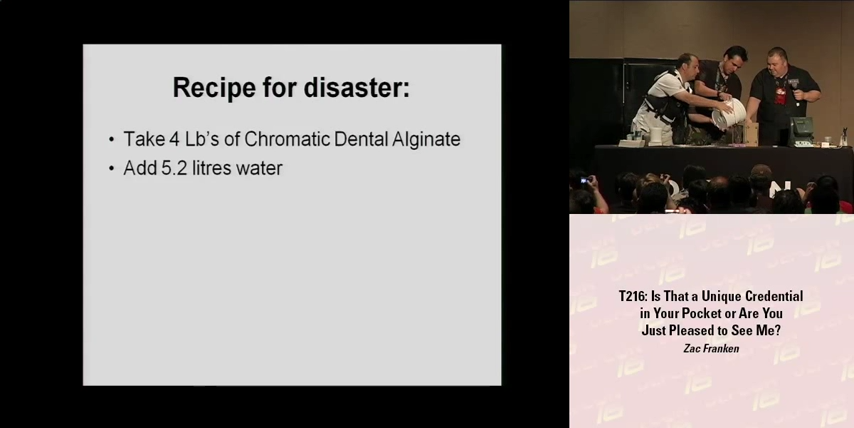 Recipe for disaster:
• Take 4 Lb's of Chromatic Dental Alginate
• Add 5.2 litres water
T216: Is That a Unique Credential
in Your Pocket or Are You
Just Pleased to See Me?
Zac Franken